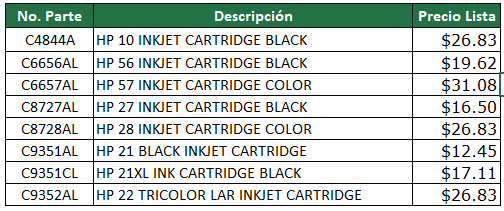 No. Parte Descripción Precio Lista
C4844A HP 10 INKJET CARTRIDGE BLACK $26.83
C6656AL HP 56 INKJET CARTRIDGE BLACK $19.62
C6657AL HP 57 INKJET CARTRIDGE COLOR $31.08
C8727AL HP 27 INKJET CARTRIDGE BLACK $16.50
C8728AL HP 28 INKJET CARTRIDGE COLOR $26.83
C9351AL HP 21 BLACK INKJET CARTRIDGE $12.45
C9351CL HP 21XL INK CARTRIDGE BLACK $17.11
C9352AL HP 22 TRICOLOR LAR INKJET CARTRIDGE $26.83